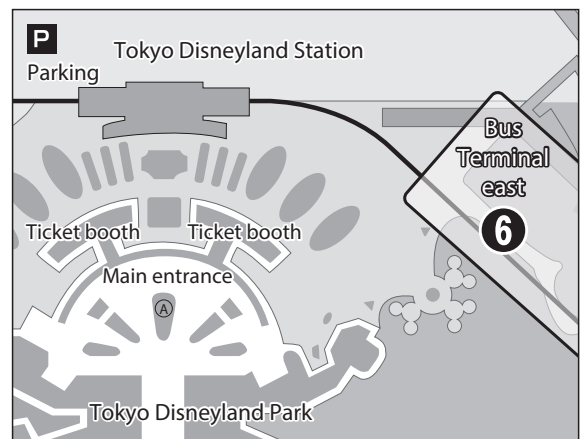 P
Parking
Tokyo Disneyland Station
Bus
Terminal
east
6
Ticket booth
Ticket booth
Main entrance
A
Tokyo Disneyland Park